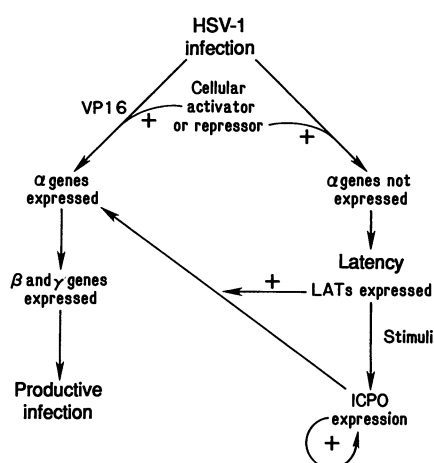 HSV-1
infection
VP16
Cellular
activator
or repressor
+
+
α genes
expressed
α genes not
expressed
Latency
LATs expressed
+
β and γ genes
expressed
Stimuli
Productive
infection
ICPO
expression
+